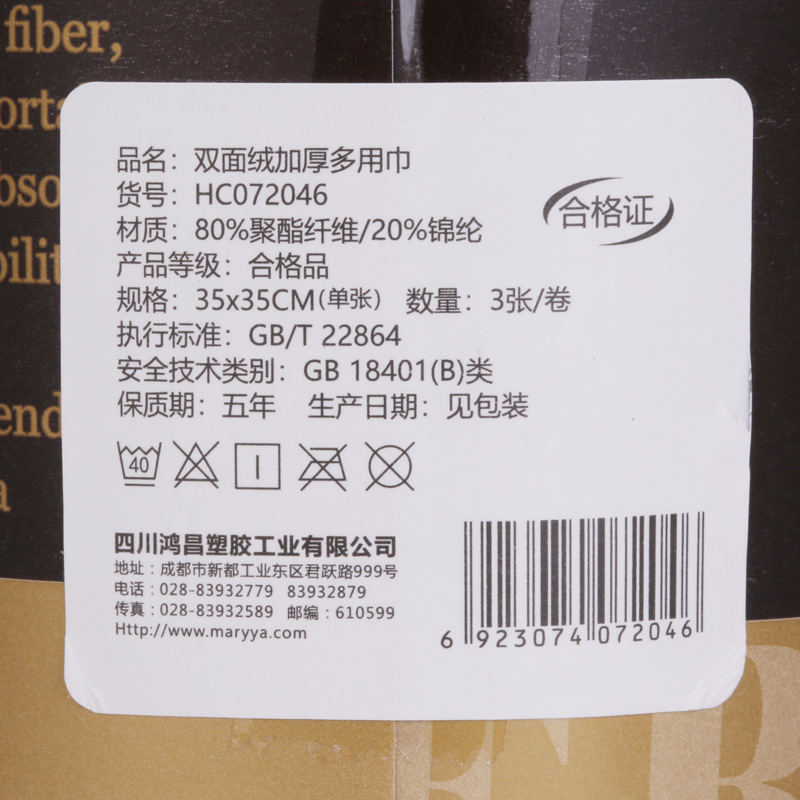 fiber,
品名：双面绒加厚多用巾
货号：HC072046
合格证
材质：80%聚酯纤维/20%锦纶
产品等级：合格品
规格：35x35CM(单张) 数量：3张/卷
执行标准：GB/T 22864
安全技术类别：GB 18401(B)类
保质期：五年 生产日期：见包装
40
四川鸿昌塑胶工业有限公司
地址：成都市新都工业东区君跃路999号
电话：028-83932779 83932879
传真：028-83932589 邮编：610599
Http://www.maryya.com
6 923074 072046